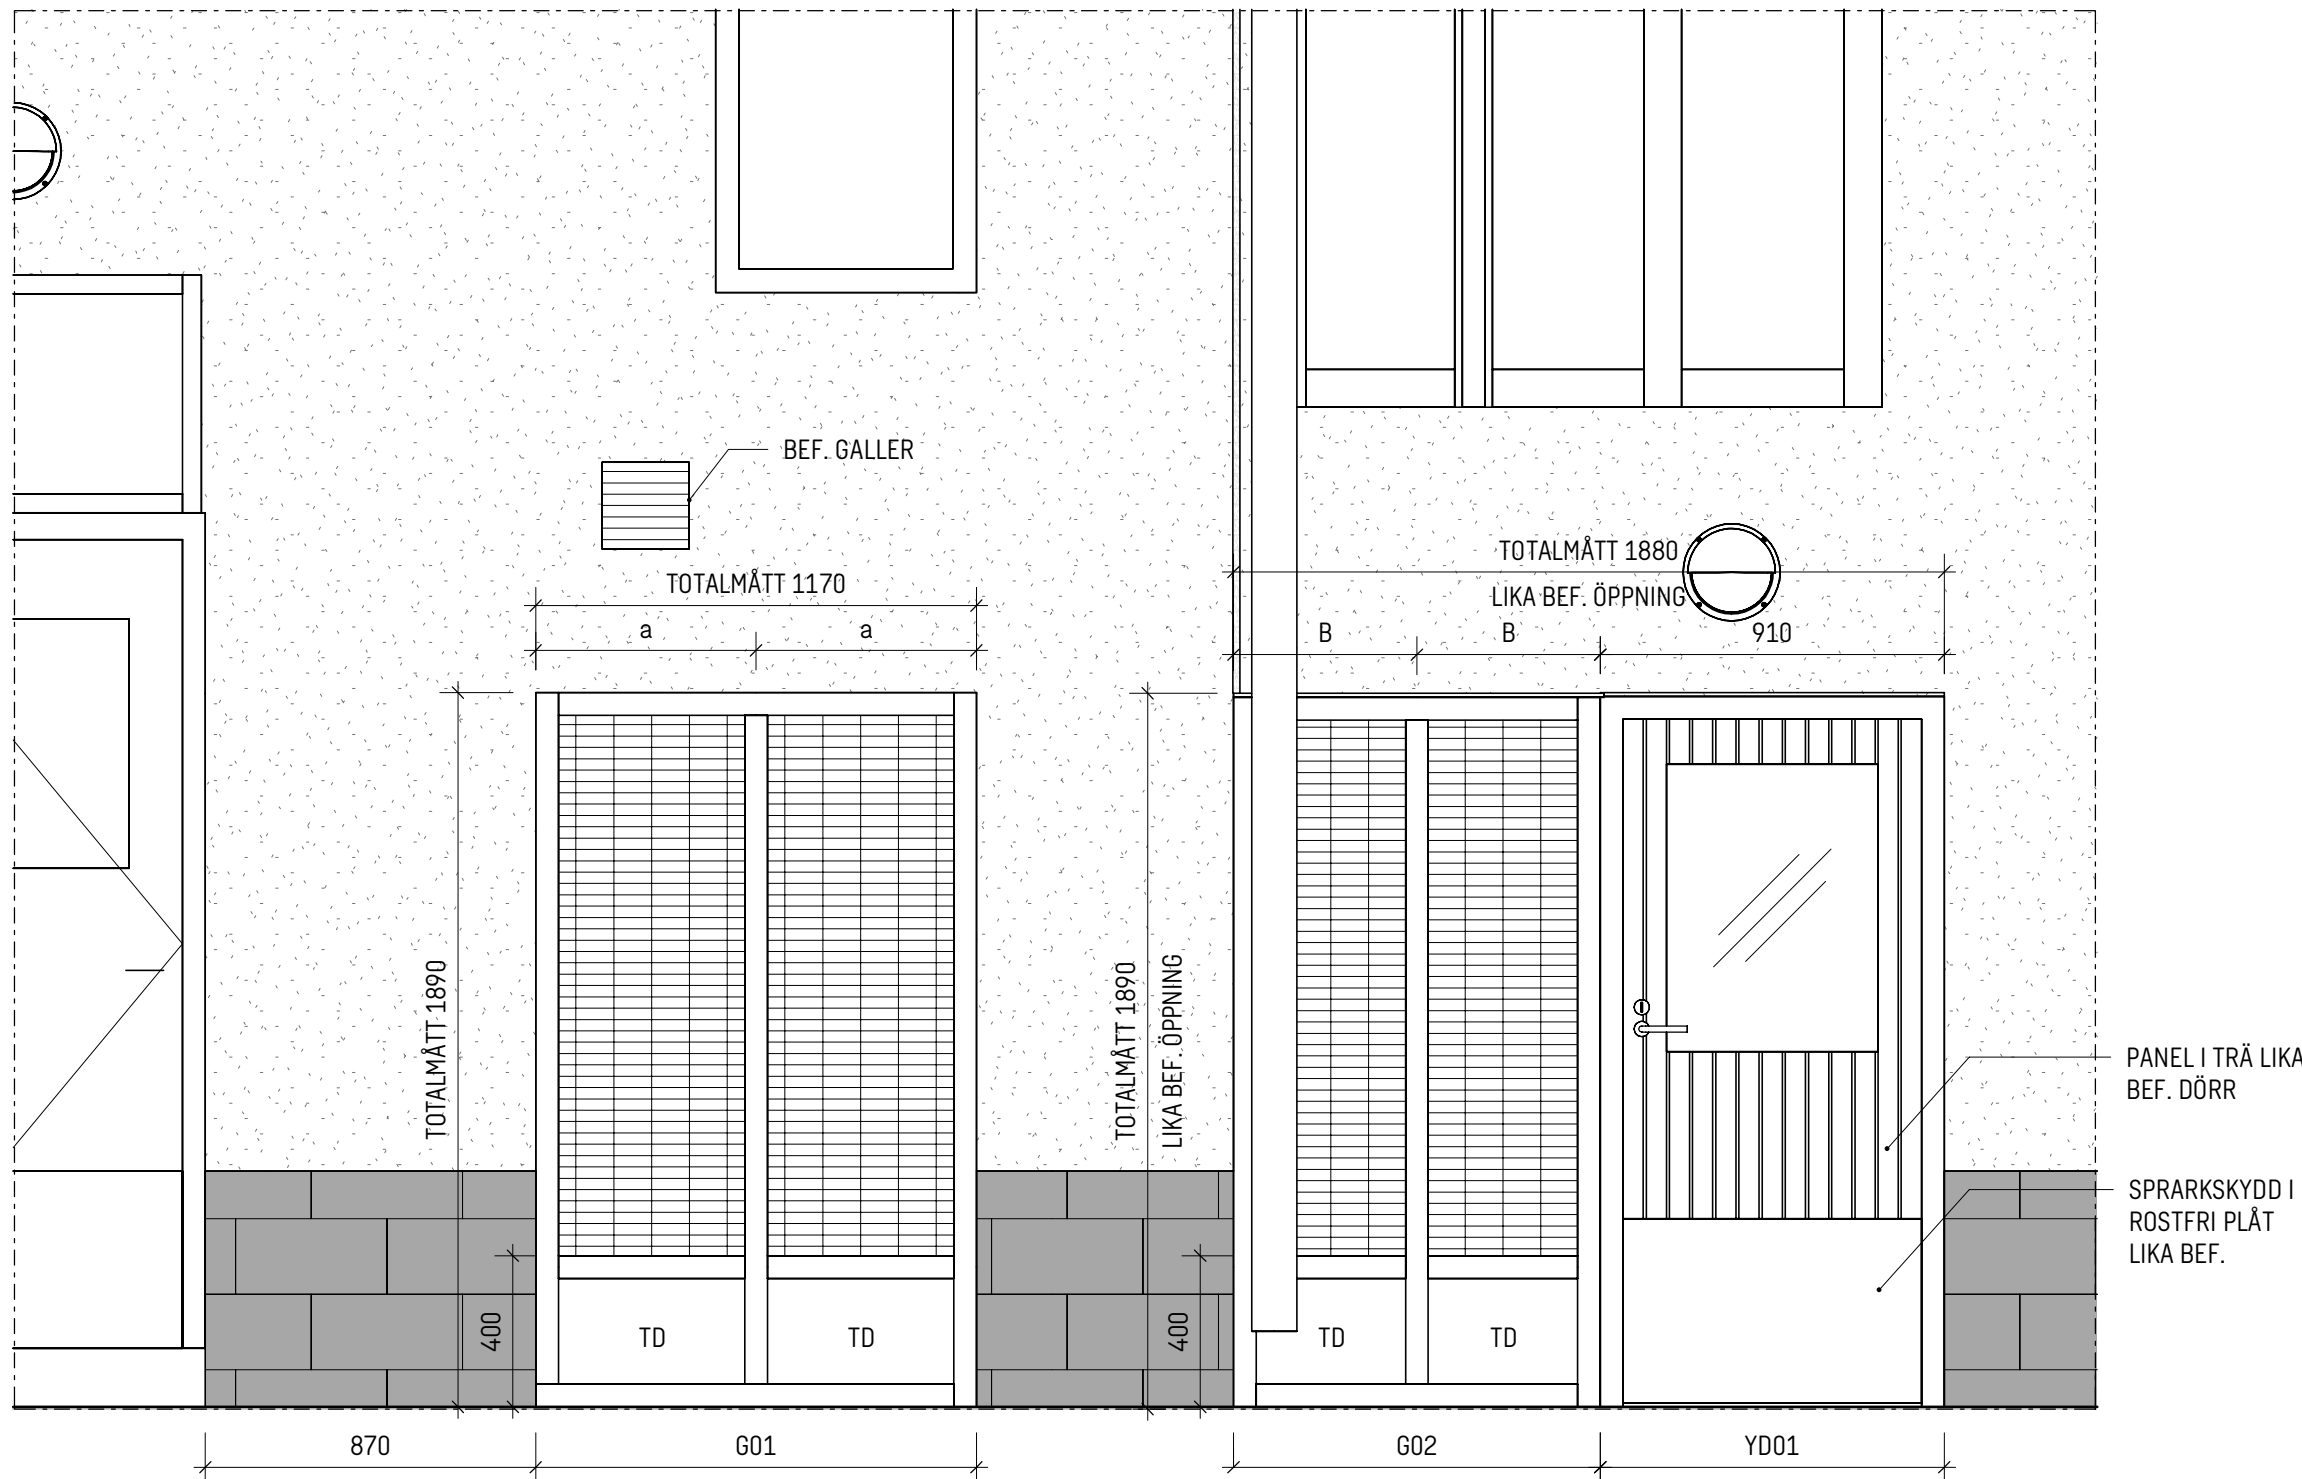 BEF. GALLER
TOTALMÅTT 1880
LIKA BEF. ÖPPNING
TOTALMÅTT 1170
a
a
B
B
910
TOTALMÅTT 1890
TOTALMÅTT 1890
LIKA BEF. ÖPPNING
PANEL I TRÄ LIKA
BEF. DÖRR
SPRARKSKYDD I
ROSTFRI PLÅT
LIKA BEF.
400
TD
TD
400
TD
TD
870
G01
G02
YD01